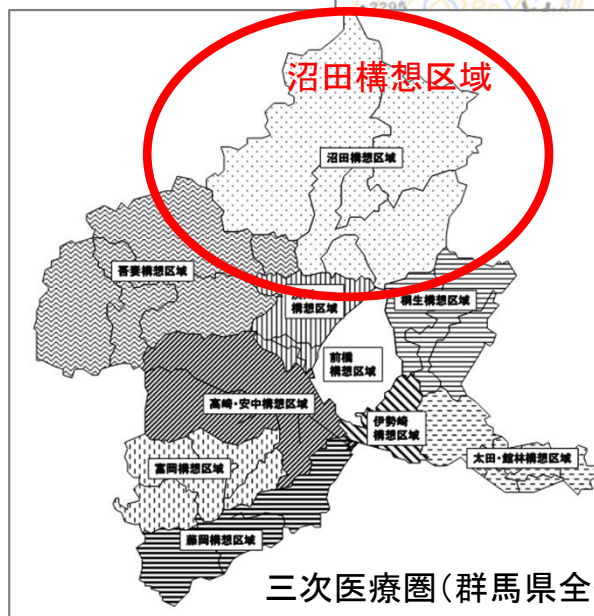 沼田構想区域
沼田構想区域
吾妻構想区域
構想区域
桐生構想区域
前橋
構想区域
高崎・安中構想区域
伊勢崎
構想区域
太田・館林構想区域
富岡構想区域
藤岡構想区域
三次医療圏(群馬県全